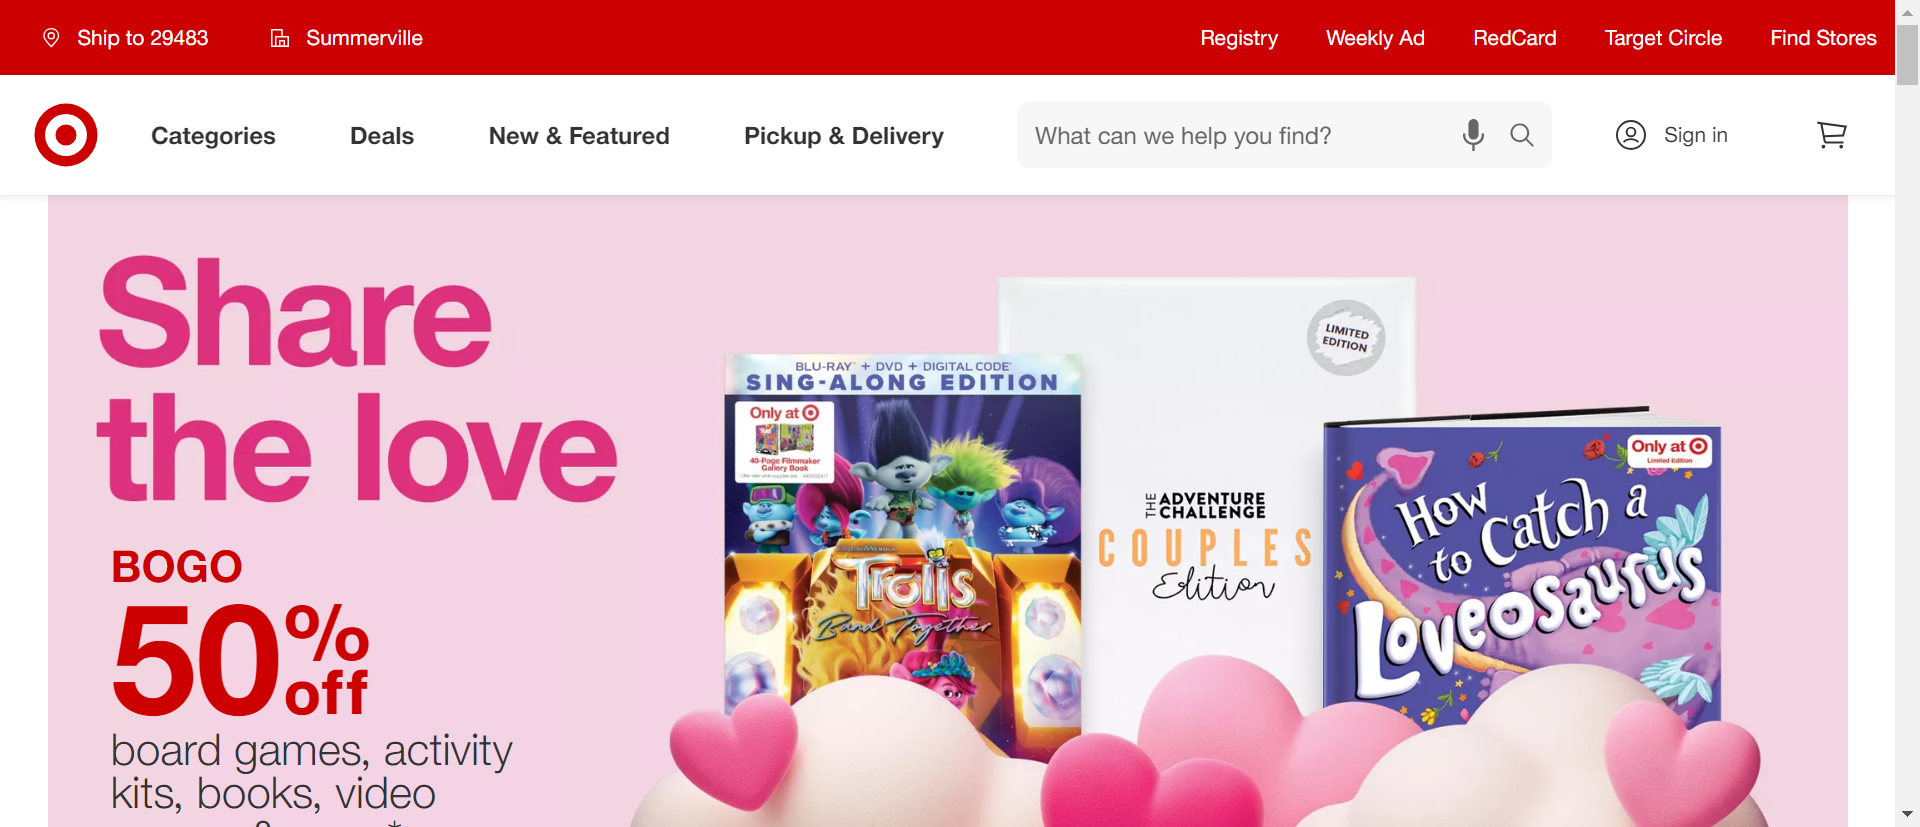 Ship to 29483
Summerville
Registry
Weekly Ad
RedCard
Target Circle
Find Stores
Categories
Deals
New & Featured
Pickup & Delivery
What can we help you find?
Sign in
Share
the love
BOGO
50% off
board games, activity
kits, books, video
BLU-RAY + DVD + DIGITAL CODE
SING-ALONG EDITION
Only at
40-Page Filmmaker
Gallery Book
DREAMWORKS
Trolls
Band Together
LIMITED
EDITION
THE ADVENTURE
CHALLENGE
COUPLES
Edition
Only at
Limited Edition
How
to Catch a
Loveosaurus